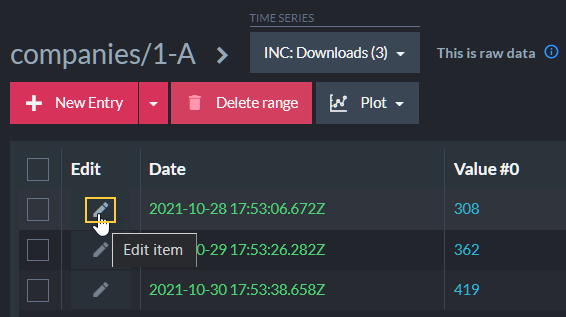 TIME SERIES
companies/1-A
INC: Downloads (3)
This is raw data
New Entry
Delete range
Plot
Edit Date Value #0
2021-10-28 17:53:06.672Z 308
-10-29 17:53:26.282Z 362
Edit item
2021-10-30 17:53:38.658Z 419